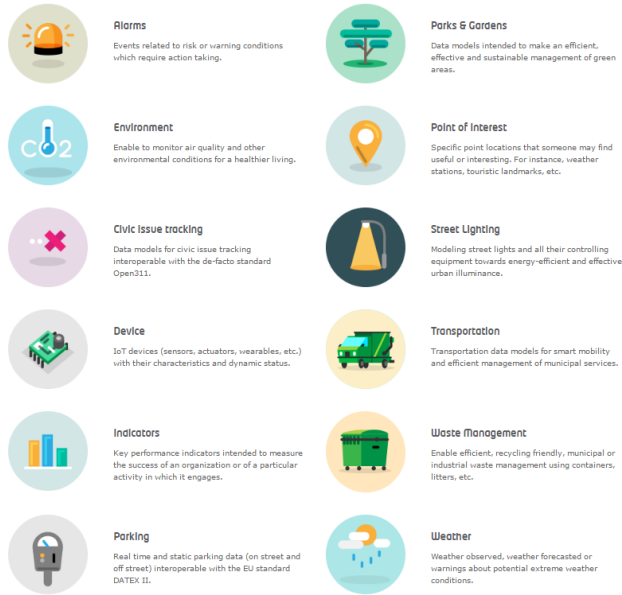 Alarms
Events related to risk or warning conditions
which require action taking.
Parks & Gardens
Data models intended to make an efficient,
effective and sustainable management of green
areas.
CO2
Environment
Enable to monitor air quality and other
environmental conditions for a healthier living.
Point of Interest
Specific point locations that someone may find
useful or interesting. For instance, weather
stations, touristic landmarks, etc.
Civic Issue tracking
Data models for civic issue tracking
interoperable with the de-facto standard
Open311.
Street Lighting
Modeling street lights and all their controlling
equipment towards energy-efficient and effective
urban illuminance.
Device
IoT devices (sensors, actuators, wearables, etc.)
with their characteristics and dynamic status.
Transportation
Transportation data models for smart mobility
and efficient management of municipal services.
Indicators
Key performance indicators intended to measure
the success of an organization or of a particular
activity in which it engages.
Waste Management
Enable efficient, recycling friendly, municipal or
industrial waste management using containers,
litters, etc.
Parking
Real time and static parking data (on street and
off street) interoperable with the EU standard
DATEX II.
Weather
Weather observed, weather forecasted or
warnings about potential extreme weather
conditions.